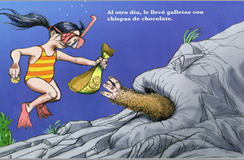 Al otro día, le llevó galletas con
chispas de chocolate.